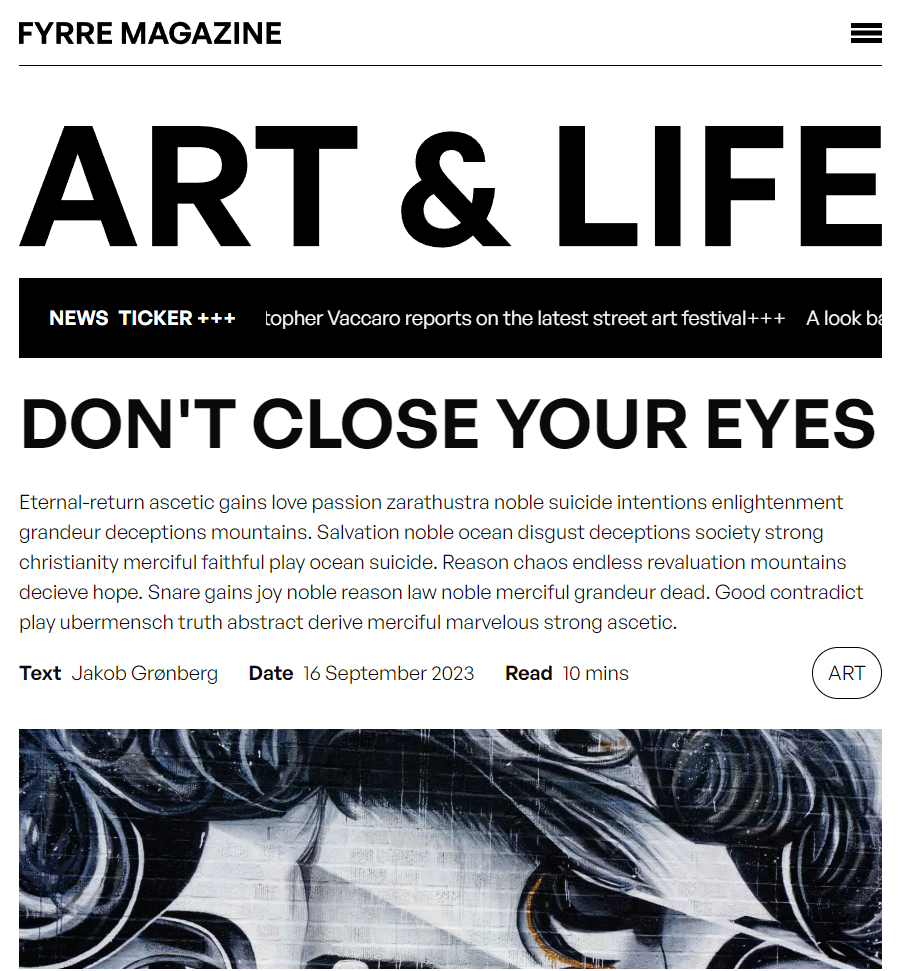 FYRRE MAGAZINE
ART & LIFE
NEWS TICKER +++ topher Vaccaro reports on the latest street art festival+++ A look ba
DON'T CLOSE YOUR EYES
Eternal-return ascetic gains love passion zarathustra noble suicide intentions enlightenment
grandeur deceptions mountains. Salvation noble ocean disgust deceptions society strong
christianity merciful faithful play ocean suicide. Reason chaos endless revaluation mountains
decieve hope. Snare gains joy noble reason law noble merciful grandeur dead. Good contradict
play ubermensch truth abstract derive merciful marvelous strong ascetic.
Text Jakob Grønberg Date 16 September 2023 Read 10 mins ART